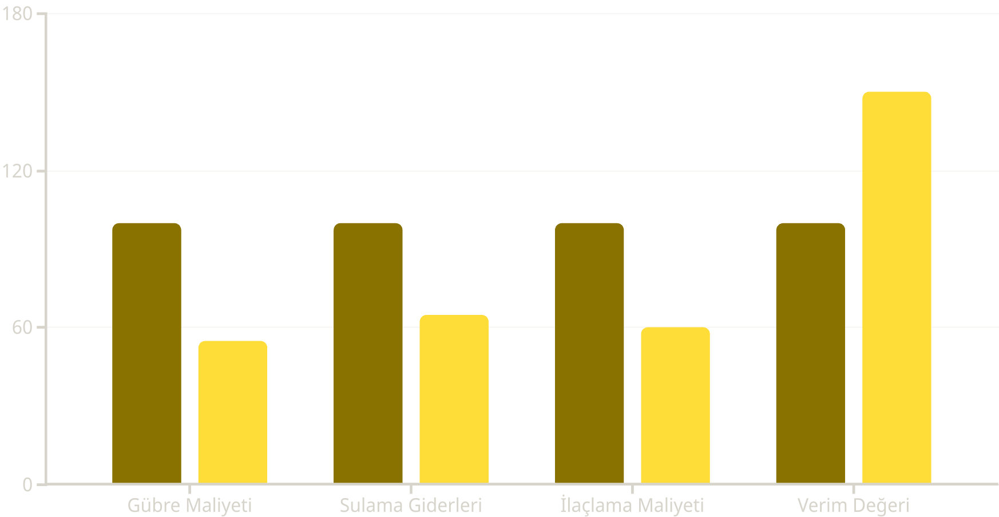 180
120
60
0
Gübre Maliyeti
Sulama Giderleri
İlaçlama Maliyeti
Verim Değeri